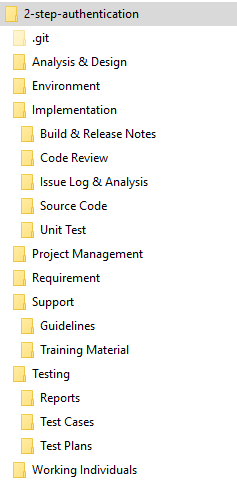 2-step-authentication
.git
Analysis & Design
Environment
Implementation
Build & Release Notes
Code Review
Issue Log & Analysis
Source Code
Unit Test
Project Management
Requirement
Support
Guidelines
Training Material
Testing
Reports
Test Cases
Test Plans
Working Individuals